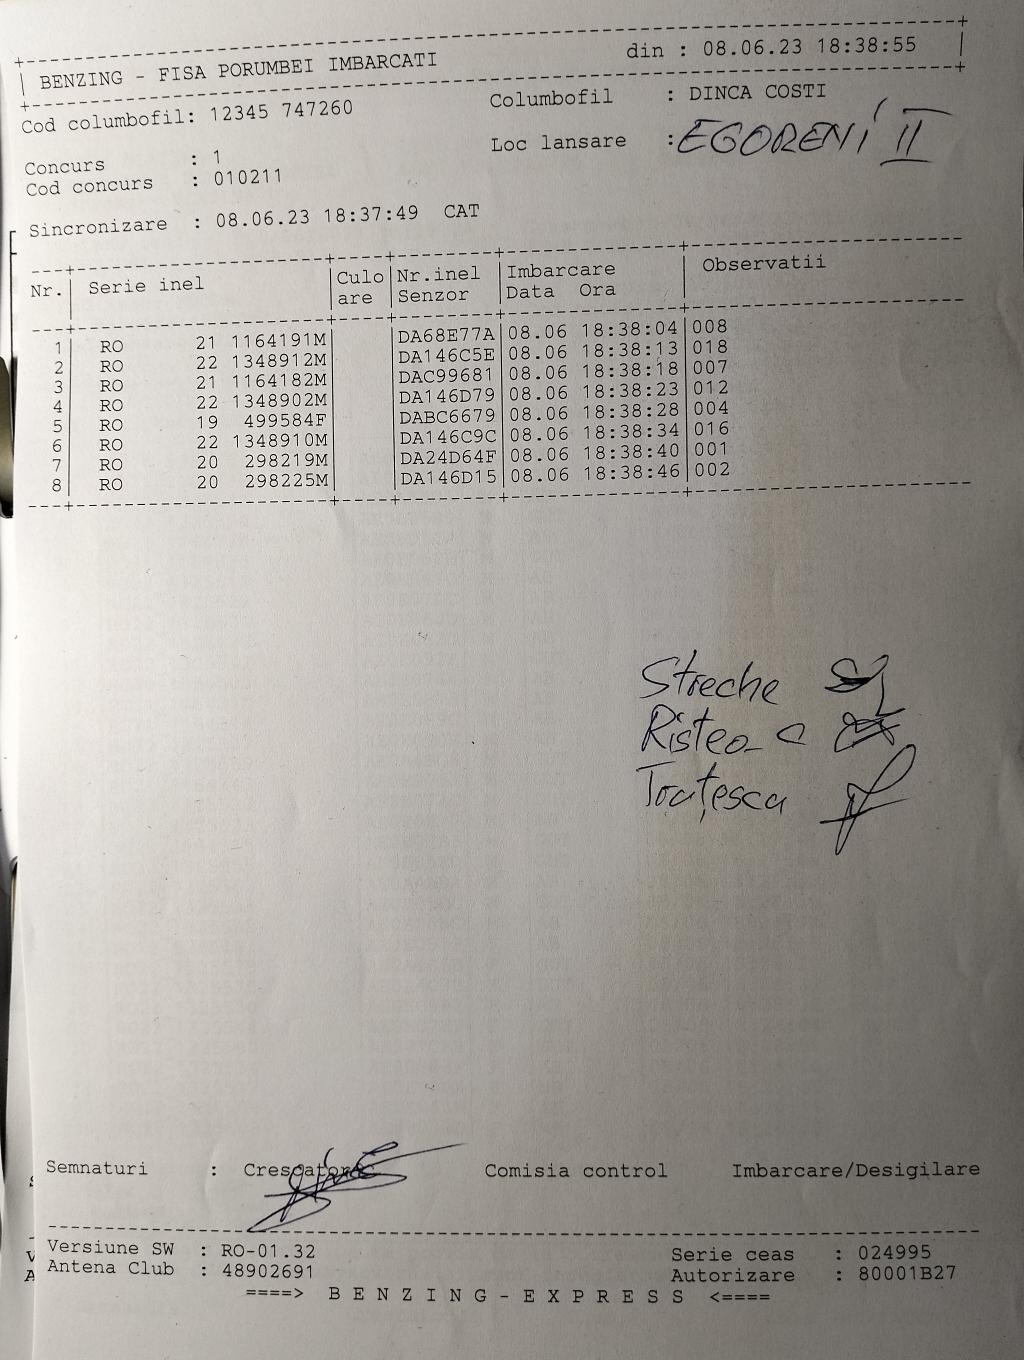 BENZING - FISA PORUMBEI IMBARCATI din : 08.06.23 18:38:55
Cod columbofil: 12345 747260 Columbofil : DINCA COSTI
Loc lansare : EGORENI II
Concurs : 1
Cod concurs : 010211
Sincronizare : 08.06.23 18:37:49 CAT
Nr. Serie inel Culo Nr.inel Imbarcare Observatii
are Senzor Data Ora
1 RO 21 1164191M DA68E77A 08.06 18:38:04 008
2 RO 22 1348912M DA146C5E 08.06 18:38:13 018
3 RO 21 1164182M DAC99681 08.06 18:38:18 007
4 RO 22 1348902M DA146D79 08.06 18:38:23 012
5 RO 19 499584F DABC6679 08.06 18:38:28 004
6 RO 22 1348910M DA146C9C 08.06 18:38:34 016
7 RO 20 298219M DA24D64F 08.06 18:38:40 001
8 RO 20 298225M DA146D15 08.06 18:38:46 002
Streche
Ristea C
Semnaturi : Crescatorul Comisia control Imbarcare/Desigilare
Versiune SW : RO-01.32 Serie ceas : 024995
Antena Club : 48902691 Autorizare : 80001B27
====> B E N Z I N G - E X P R E S S <====